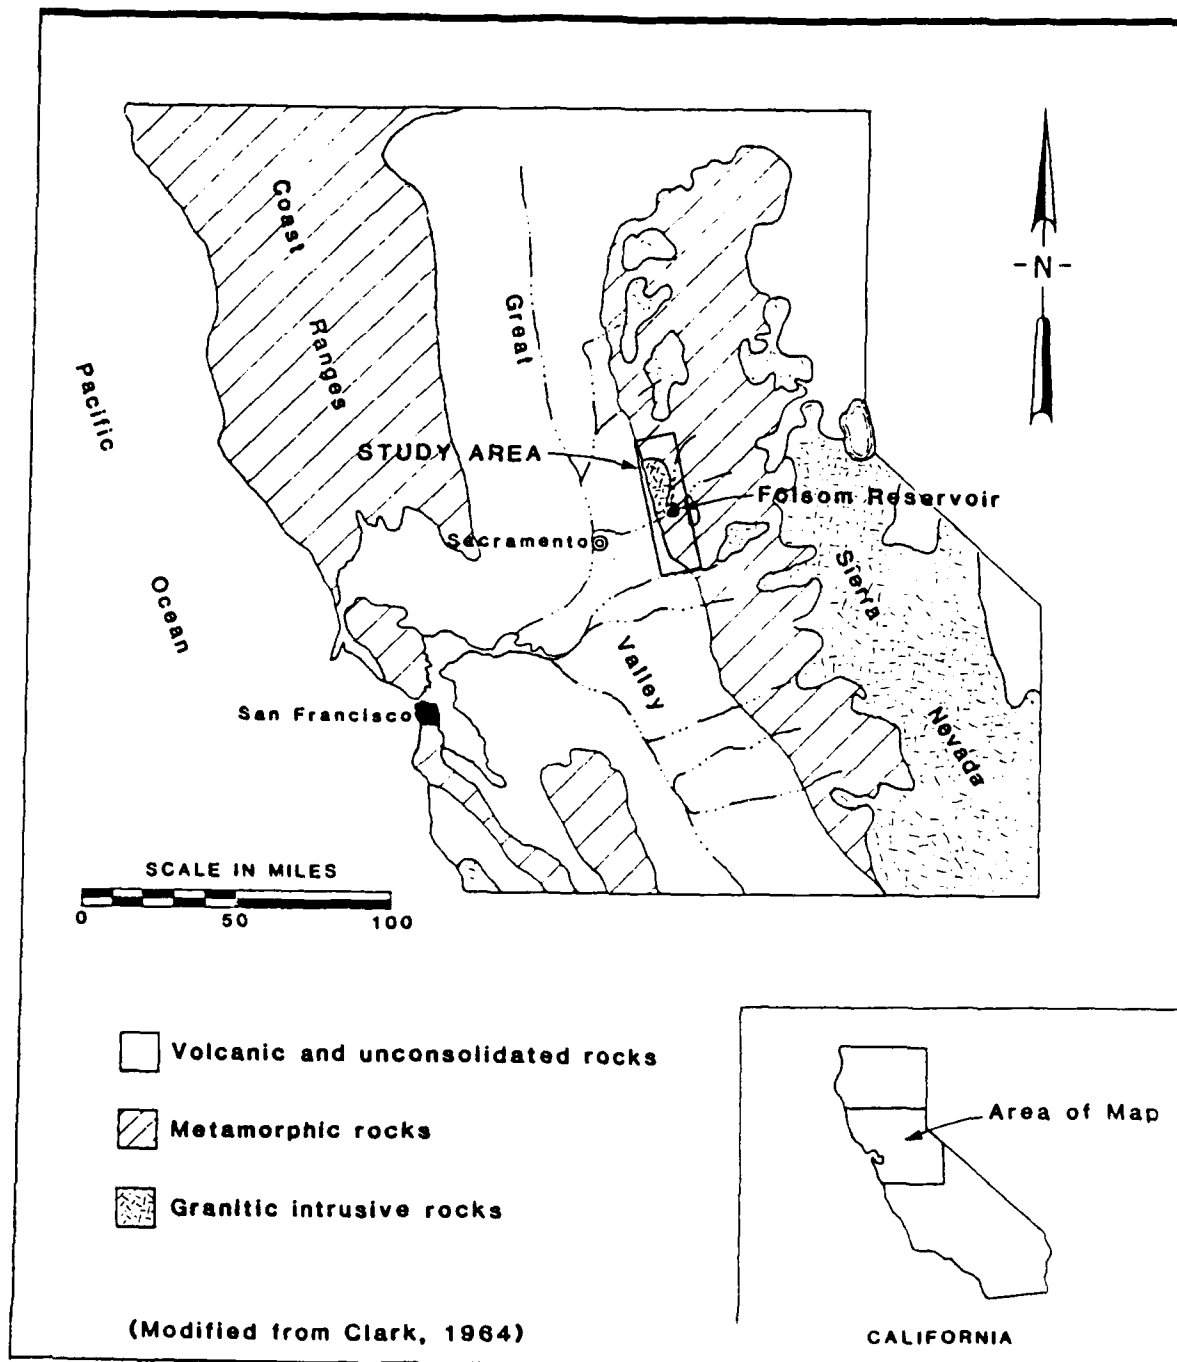 Coast
Ranges
Great
-N-
Pacific
STUDY AREA
Folsom Reservoir
Sacramento
Sierra
Ocean
Valley
San Francisco
Nevada
SCALE IN MILES
0 50 100
Volcanic and unconsolidated rocks
Metamorphic rocks
Granitic intrusive rocks
Area of Map
(Modified from Clark, 1964)
CALIFORNIA